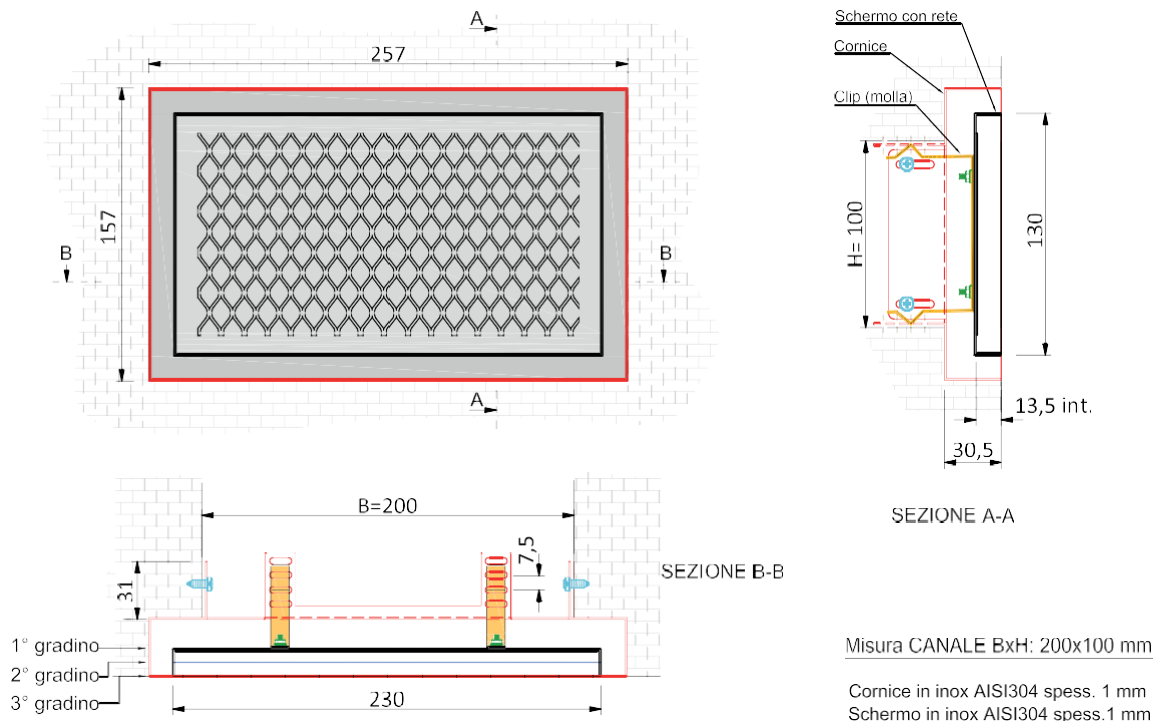 A
257
157
B
B
A
Schermo con rete
Cornice
Clip (molla)
H= 100
130
13,5 int.
30,5
SEZIONE A-A
B=200
7,5
31
SEZIONE B-B
1° gradino
2° gradino
3° gradino
230
Misura CANALE BxH: 200x100 mm
Cornice in inox AISI304 spess. 1 mm
Schermo in inox AISI304 spess.1 mm